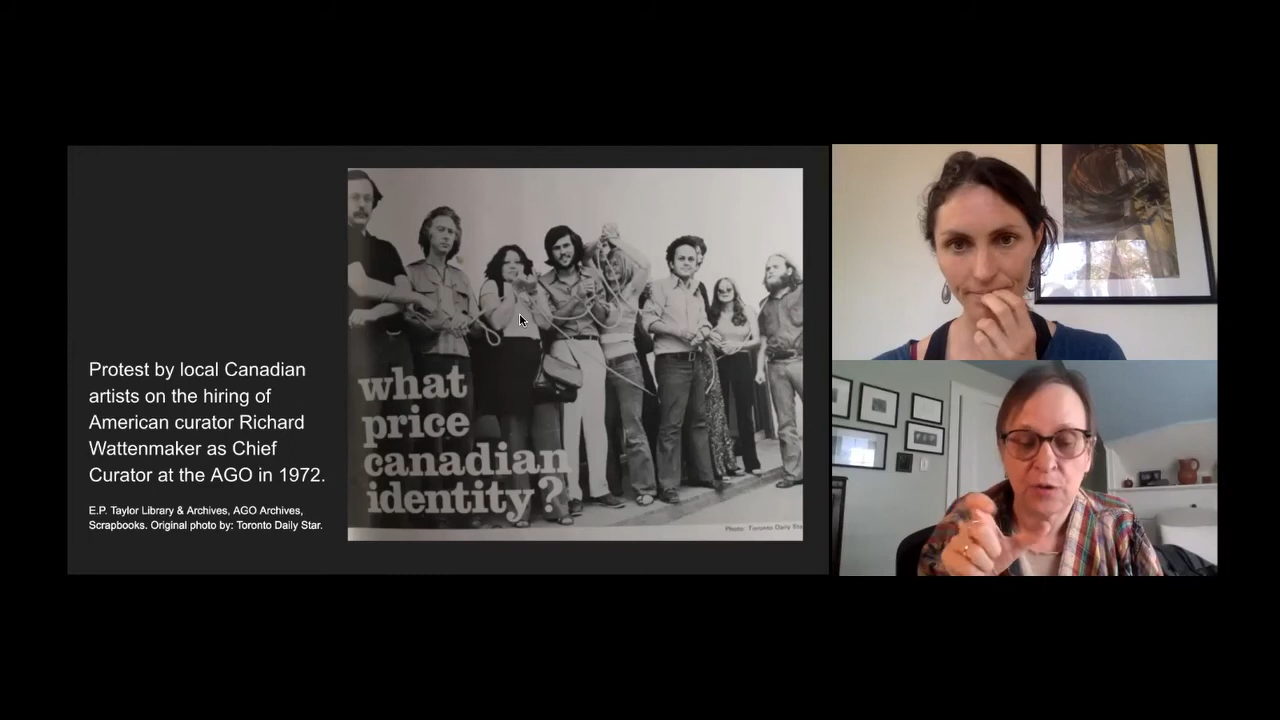 Protest by local Canadian
artists on the hiring of
American curator Richard
Wattenmaker as Chief
Curator at the AGO in 1972.
E.P. Taylor Library & Archives, AGO Archives,
Scrapbooks. Original photo by: Toronto Daily Star.
what
price
canadian
identity?
Photo: Toronto Daily Sta